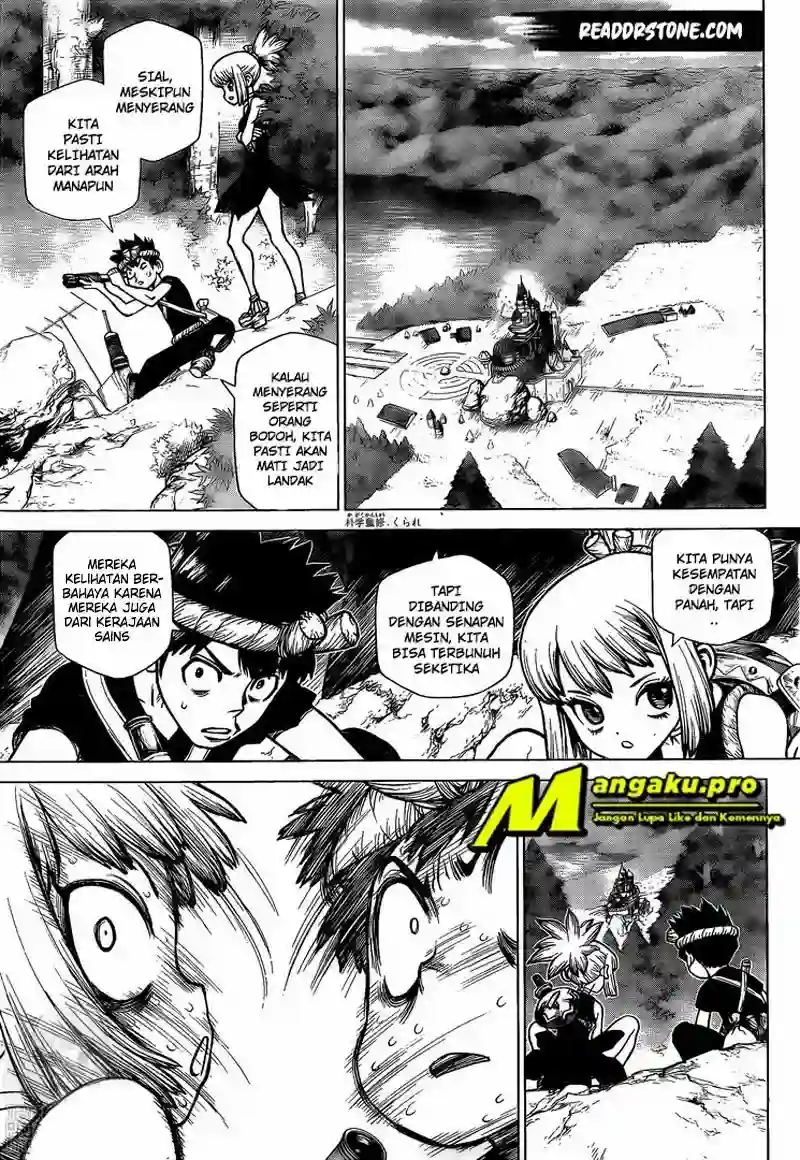 READDRSTONE.COM
SIAL,
MESKIPUN
MENYERANG
KITA
PASTI
KELIHATAN
DARI ARAH
MANAPUN
KALAU
MENYERANG
SEPERTI
ORANG
BODOH, KITA
PASTI AKAN
MATI JADI
LANDAK
科学監修.くられ
KITA PUNYA
KESEMPATAN
DENGAN
PANAH, TAPI
..
TAPI
DIBANDING
DENGAN SENAPAN
MESIN, KITA
BISA TERBUNUH
SEKETIKA
MEREKA
KELIHATAN BER-
BAHAYA KARENA
MEREKA JUGA
DARI KERAJAAN
SAINS
Mangaku.pro
Jangan Lupa Like dan Komennya